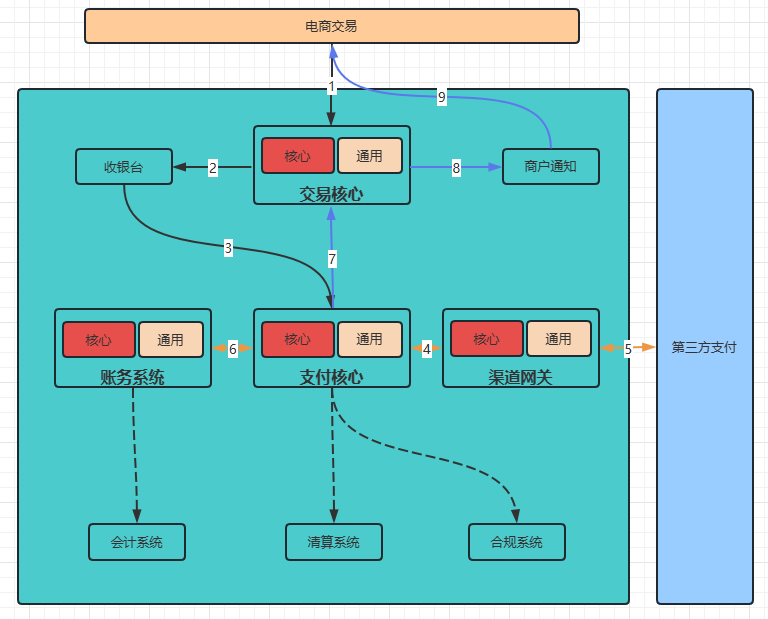 电商交易
1
9
核心
通用
交易核心
收银台
2
8
商户通知
3
7
核心
通用
账务系统
6
核心
通用
支付核心
4
核心
通用
渠道网关
5
第三方支付
会计系统
清算系统
合规系统